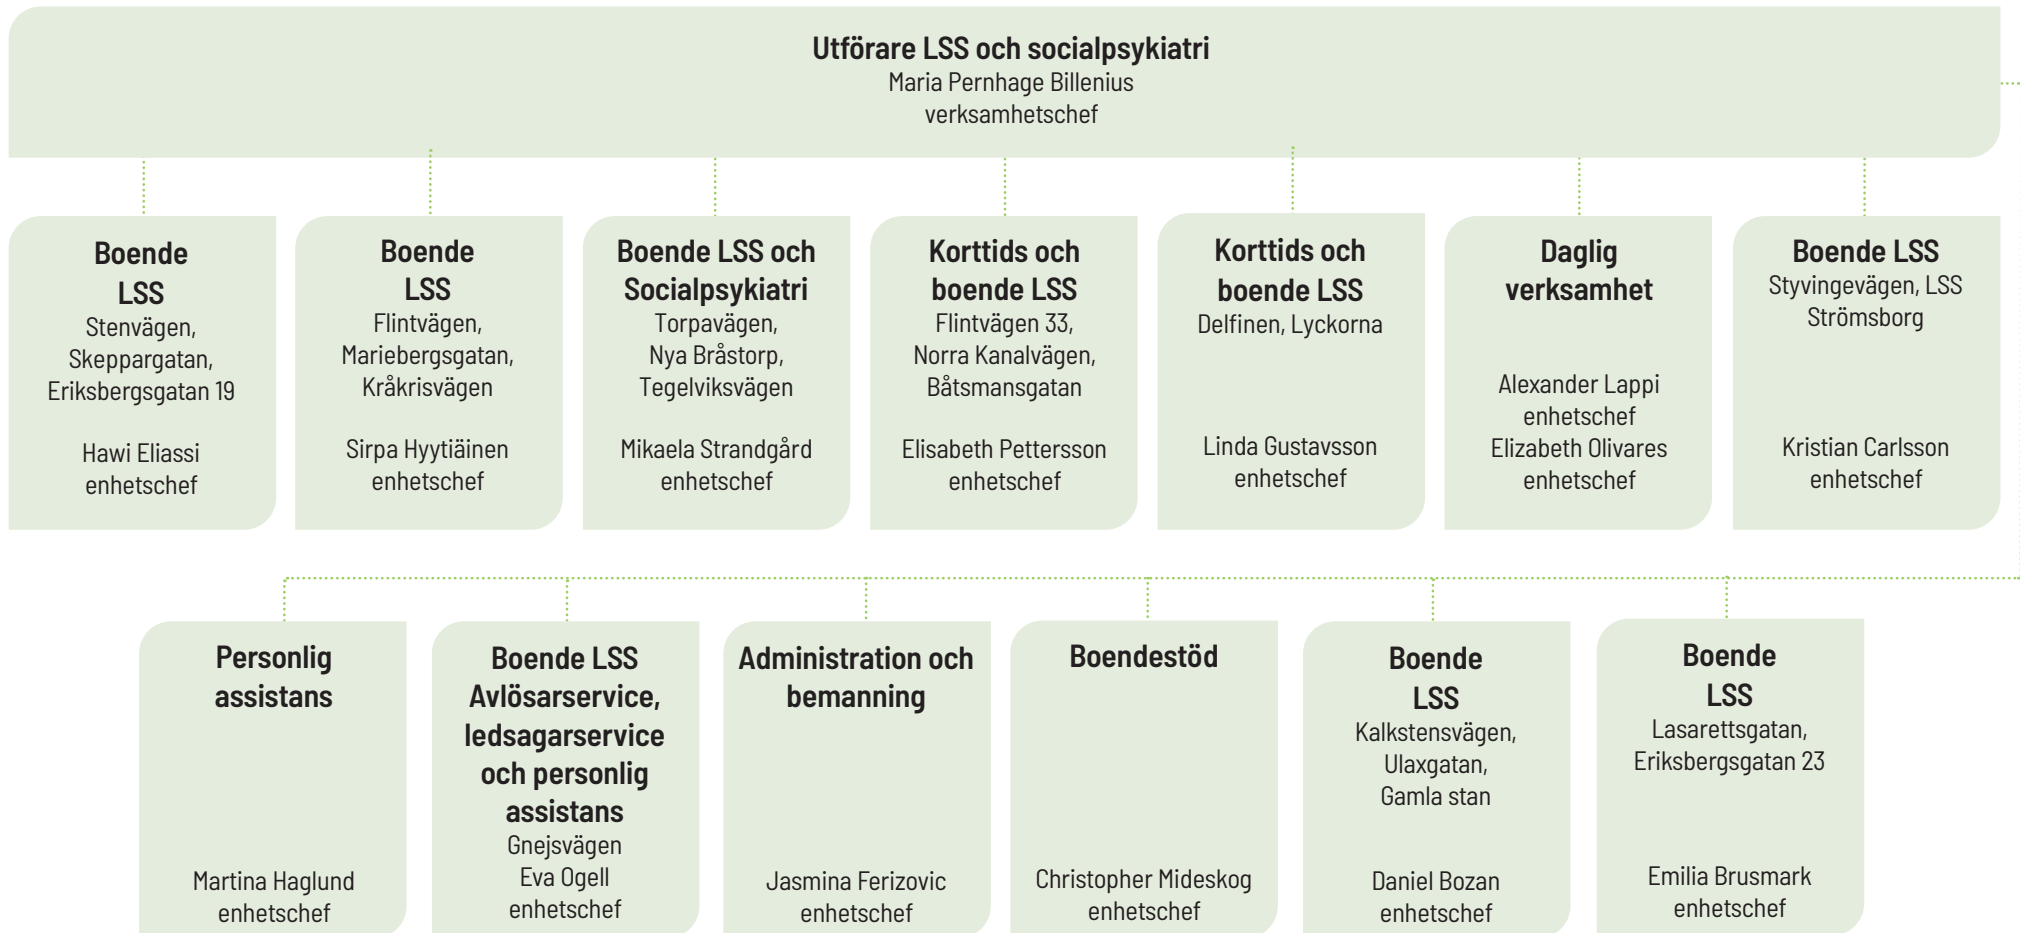 Utförare LSS och socialpsykiatri
Maria Pernhage Billenius
verksamhetschef
Boende
LSS
Stenvägen,
Skeppargatan,
Eriksbergsgatan 19
Hawi Eliassi
enhetschef
Boende
LSS
Flintvägen,
Mariebergsgatan,
Kråkrisvägen
Sirpa Hyytiäinen
enhetschef
Boende LSS och
Socialpsykiatri
Torpavägen,
Nya Bråstorp,
Tegelviksvägen
Mikaela Strandgård
enhetschef
Korttids och
boende LSS
Flintvägen 33,
Norra Kanalvägen,
Båtsmansgatan
Elisabeth Pettersson
enhetschef
Korttids och
boende LSS
Delfinen, Lyckorna
Linda Gustavsson
enhetschef
Daglig
verksamhet
Alexander Lappi
enhetschef
Elizabeth Olivares
enhetschef
Boende LSS
Styvingevägen, LSS
Strömsborg
Kristian Carlsson
enhetschef
Personlig
assistans
Martina Haglund
enhetschef
Boende LSS
Avlösarservice,
ledsagarservice
och personlig
assistans
Gnejsvägen
Eva Ogell
enhetschef
Administration och
bemanning
Jasmina Ferizovic
enhetschef
Boendestöd
Christopher Mideskog
enhetschef
Boende
LSS
Kalkstensvägen,
Ulaxgatan,
Gamla stan
Daniel Bozan
enhetschef
Boende
LSS
Lasarettsgatan,
Eriksbergsgatan 23
Emilia Brusmark
enhetschef